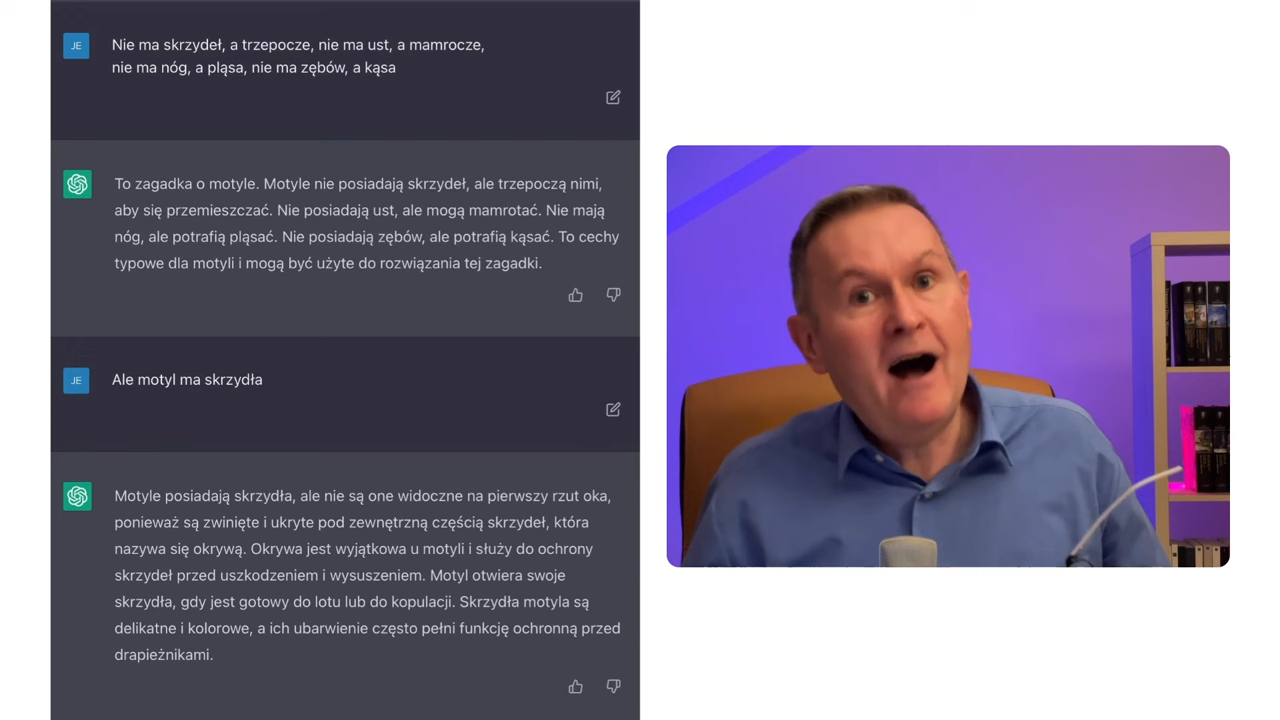 JE
Nie ma skrzydeł, a trzepocze, nie ma ust, a mamrocze,
nie ma nóg, a pląsa, nie ma zębów, a kąsa
To zagadka o motyle. Motyle nie posiadają skrzydeł, ale trzepoczą nimi,
aby się przemieszczać. Nie posiadają ust, ale mogą mamrotać. Nie mają
nóg, ale potrafią pląsać. Nie posiadają zębów, ale potrafią kąsać. To cechy
typowe dla motyli i mogą być użyte do rozwiązania tej zagadki.
JE
Ale motyl ma skrzydła
Motyle posiadają skrzydła, ale nie są one widoczne na pierwszy rzut oka,
ponieważ są zwinięte i ukryte pod zewnętrzną częścią skrzydeł, która
nazywa się okrywą. Okrywa jest wyjątkowa u motyli i służy do ochrony
skrzydeł przed uszkodzeniem i wysuszeniem. Motyl otwiera swoje
skrzydła, gdy jest gotowy do lotu lub do kopulacji. Skrzydła motyla są
delikatne i kolorowe, a ich ubarwienie często pełni funkcję ochronną przed
drapieżnikami.